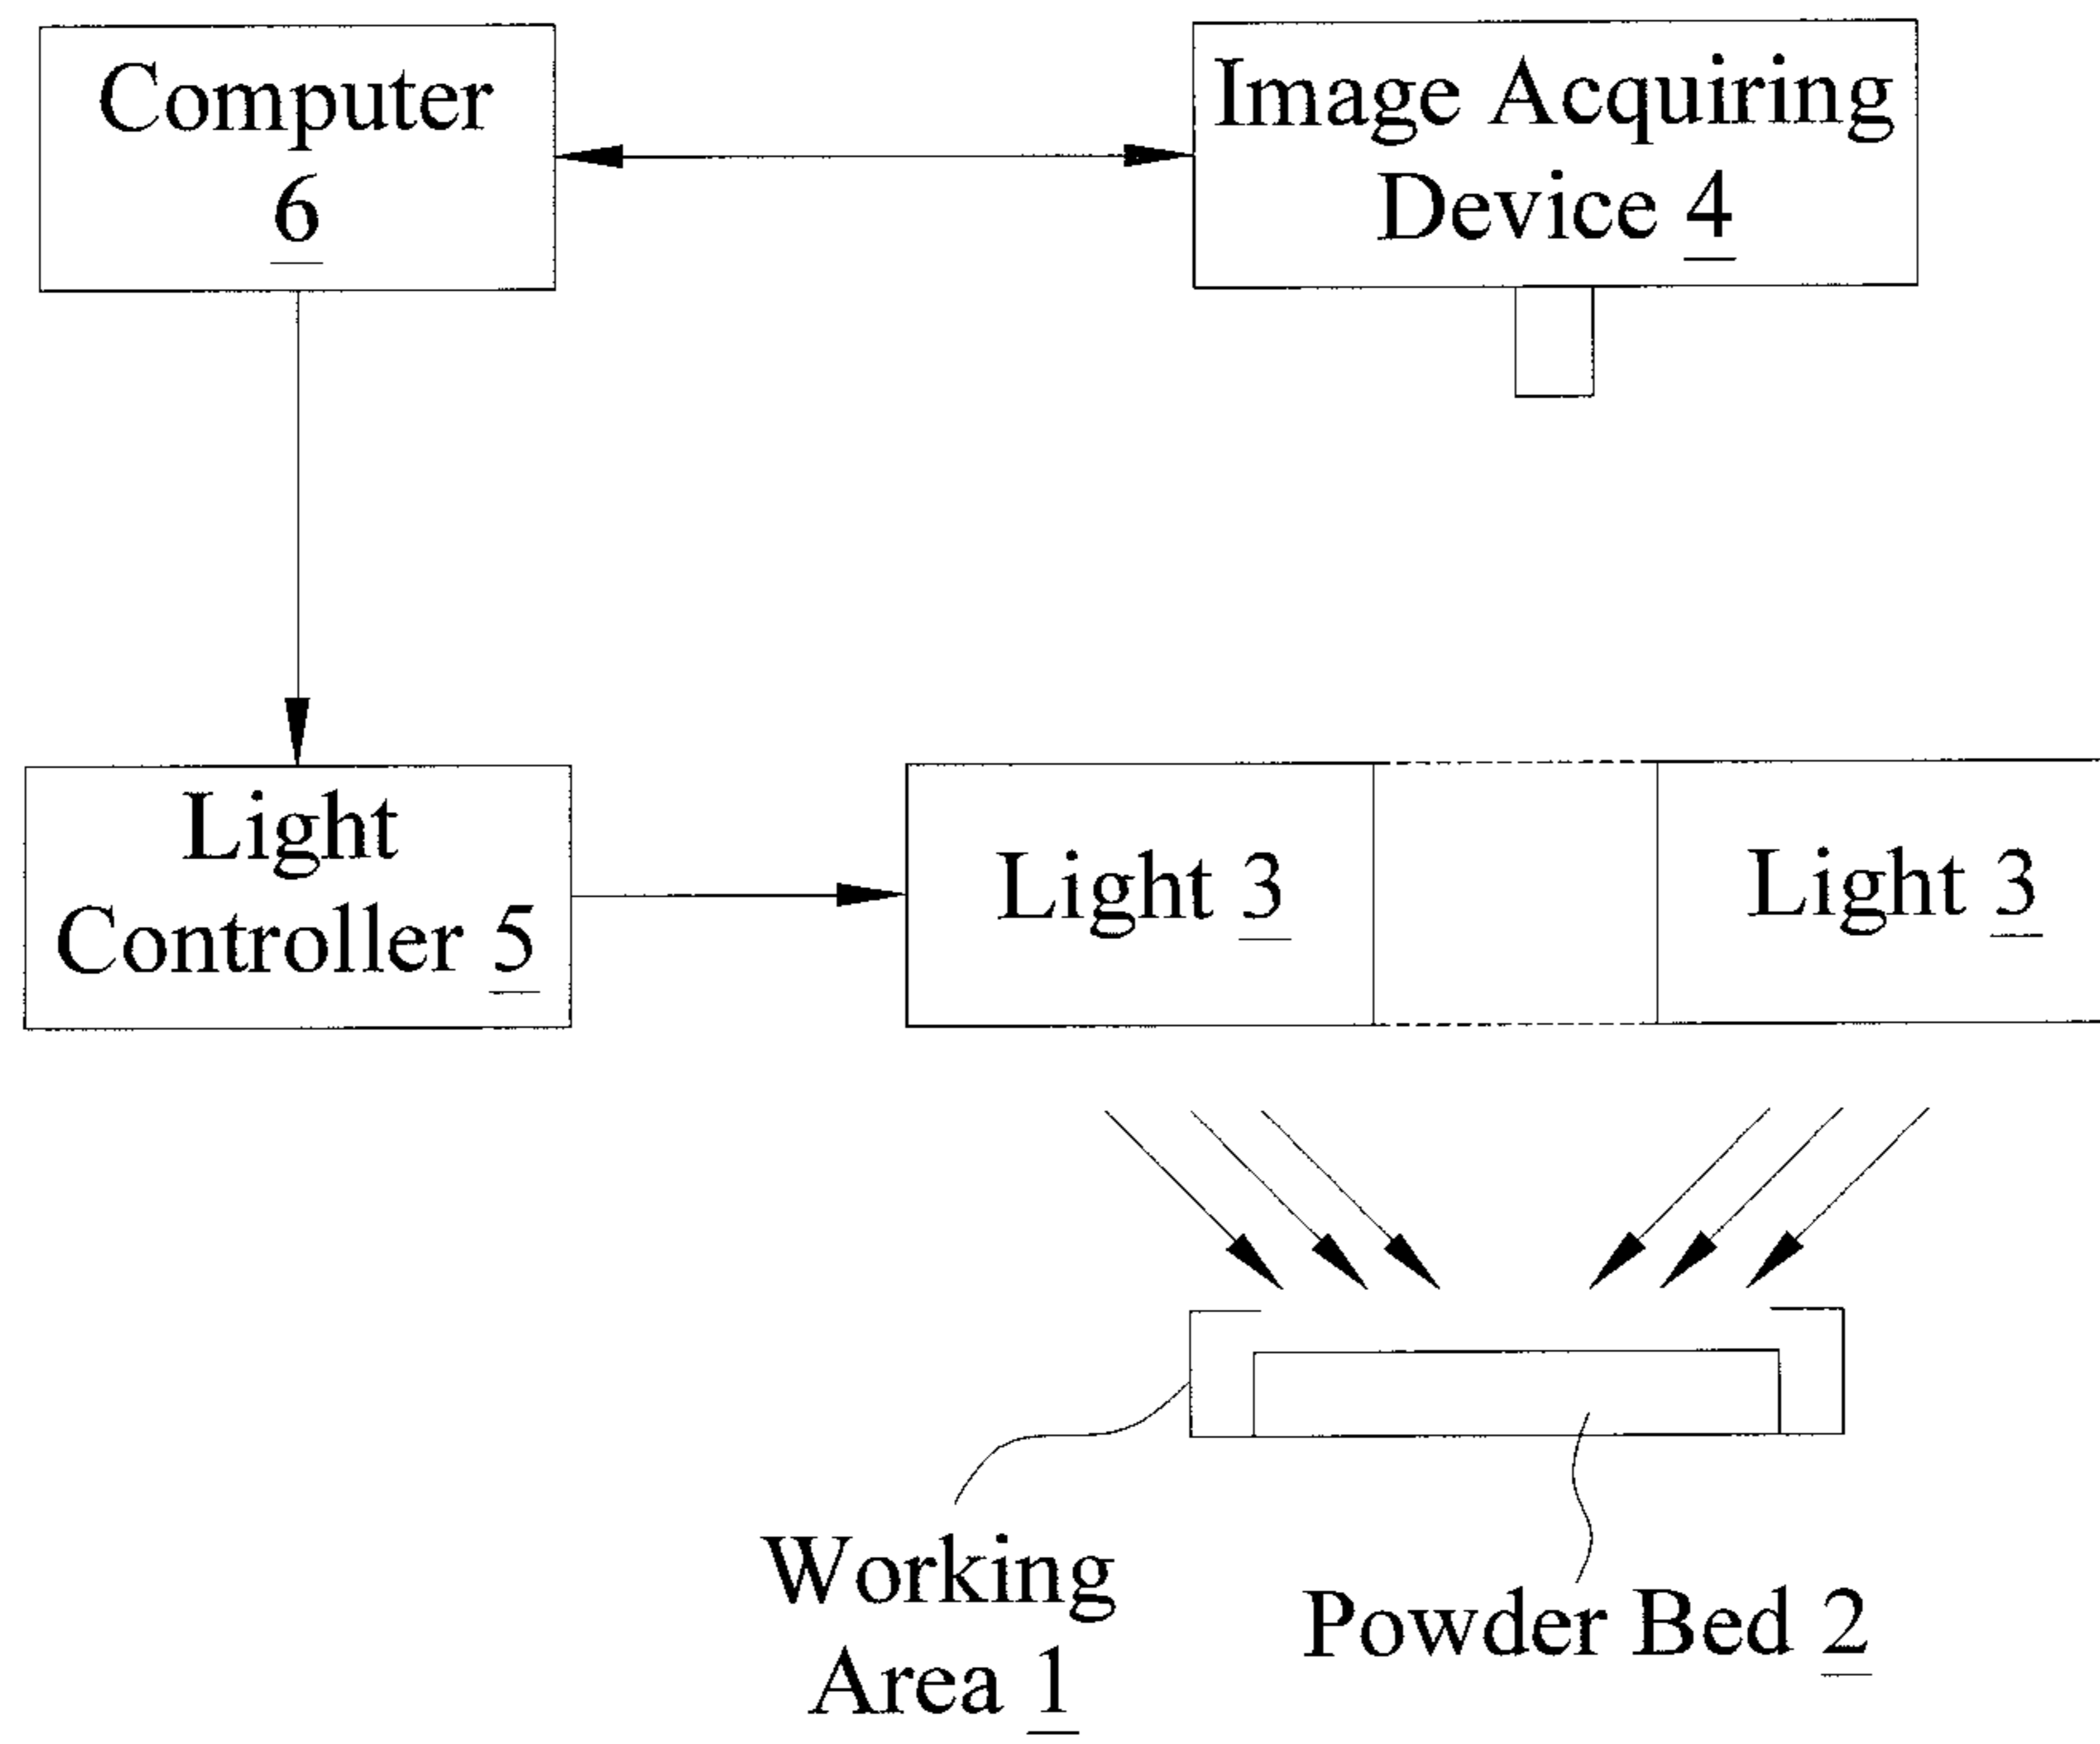 Computer
6
Image Acquiring
Device 4
Light
Controller 5
Light 3
Light 3
Working
Area 1
Powder Bed 2